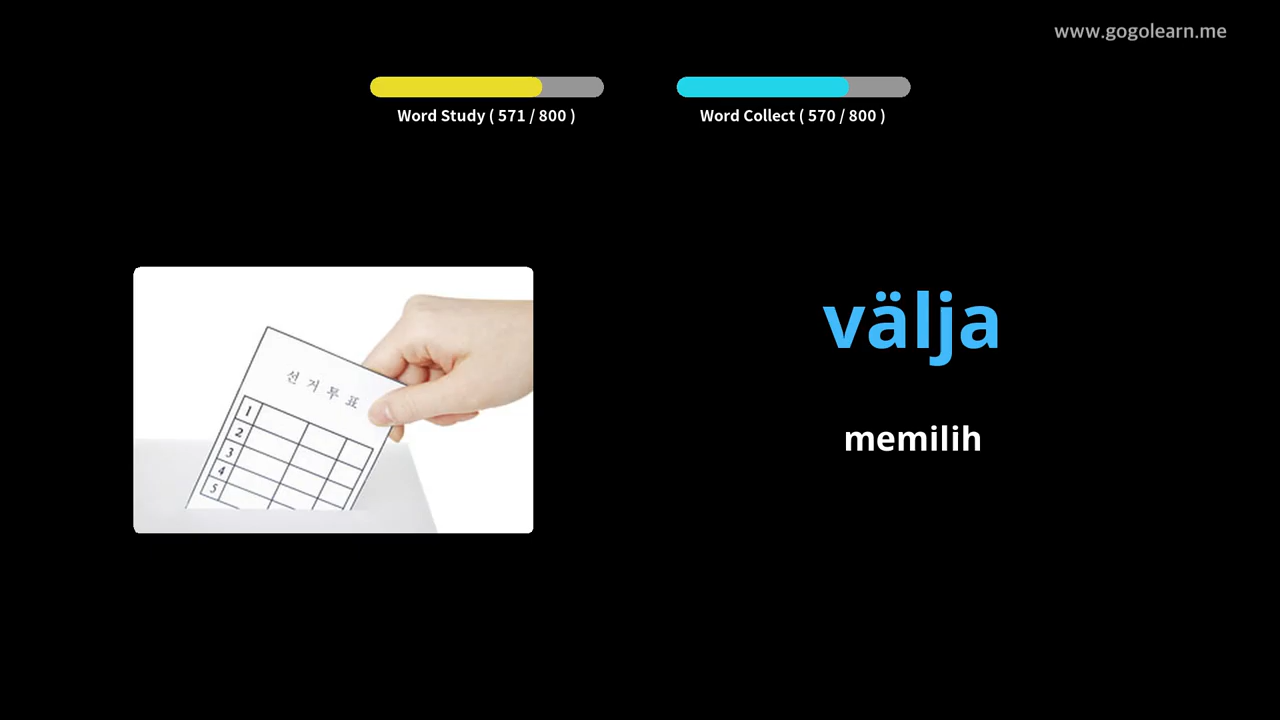 www.gogolearn.me
Word Study ( 571 / 800 )
Word Collect ( 570 / 800 )
välja
memilih
선거투표
1
2
3
4
5